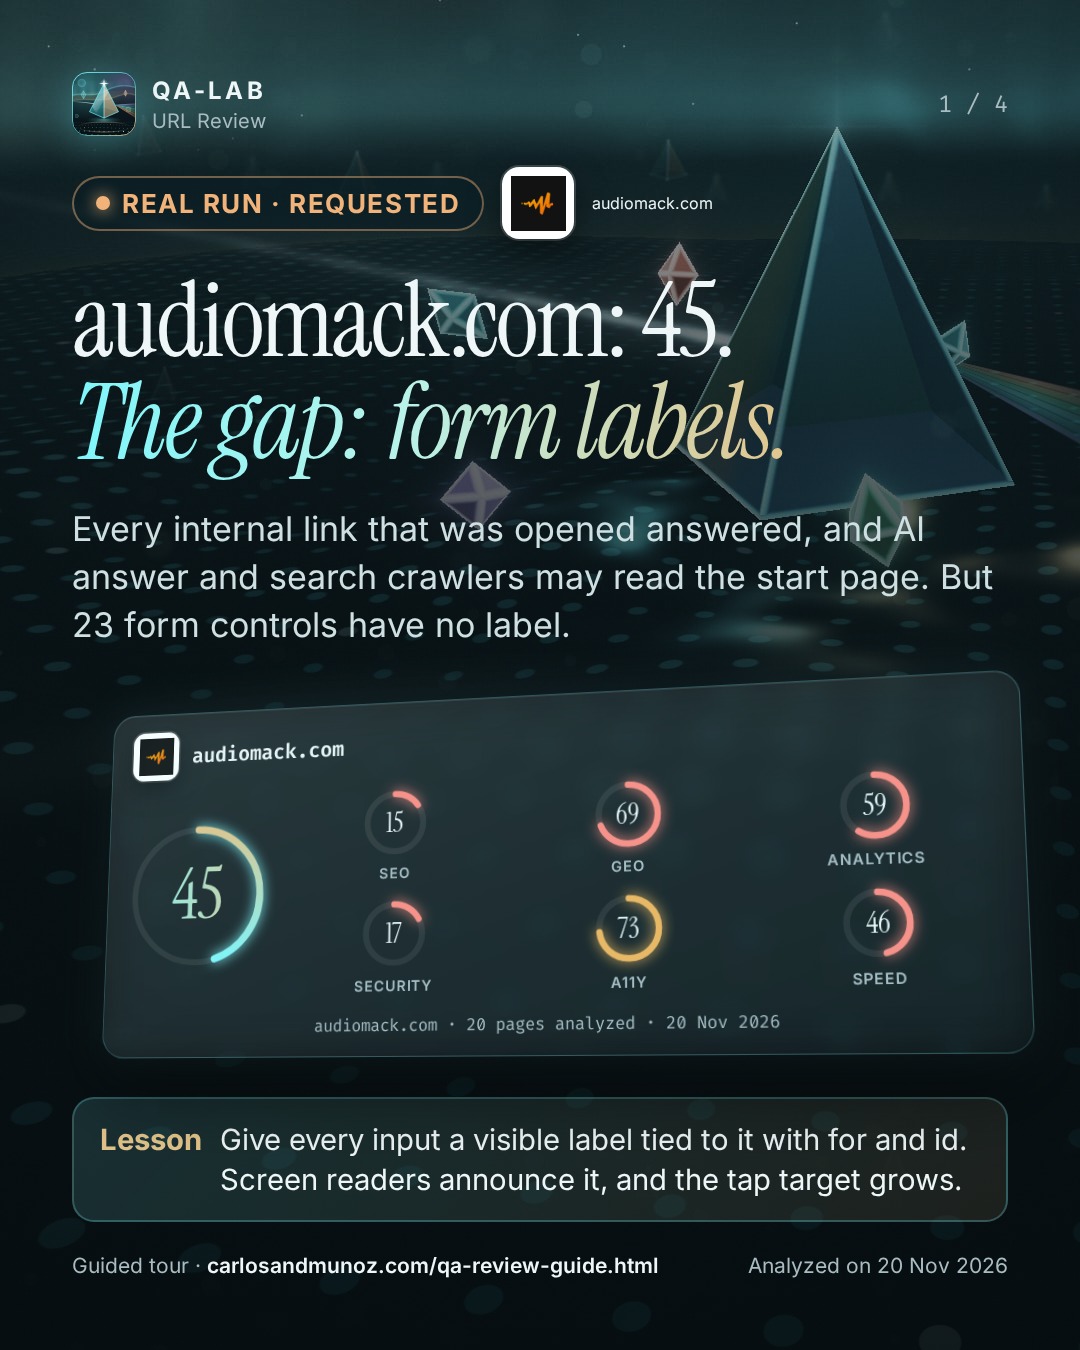 QA-LAB
URL Review
1 / 4
REAL RUN · REQUESTED
audiomack.com
audiomack.com: 45.
The gap: form labels.
Every internal link that was opened answered, and AI
answer and search crawlers may read the start page. But
23 form controls have no label.
audiomack.com
45
15
SEO
69
GEO
59
ANALYTICS
17
SECURITY
73
A11Y
46
SPEED
audiomack.com · 20 pages analyzed · 20 Nov 2026
Lesson Give every input a visible label tied to it with for and id.
Screen readers announce it, and the tap target grows.
Guided tour · carlosandmunoz.com/qa-review-guide.html
Analyzed on 20 Nov 2026